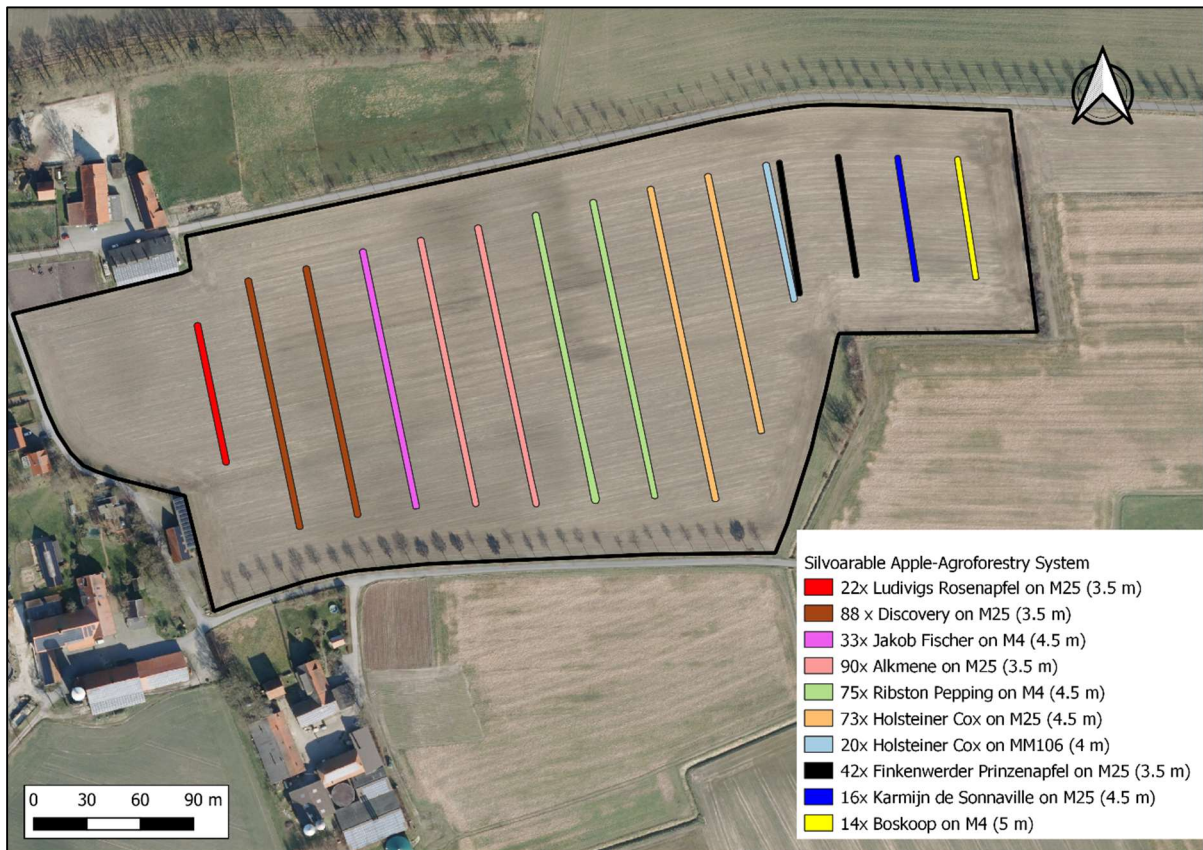 Silvoarable Apple-Agroforestry System
22x Ludivigs Rosenapfel on M25 (3.5 m)
88 x Discovery on M25 (3.5 m)
33x Jakob Fischer on M4 (4.5 m)
90x Alkmene on M25 (3.5 m)
75x Ribston Pepping on M4 (4.5 m)
73x Holsteiner Cox on M25 (4.5 m)
20x Holsteiner Cox on MM106 (4 m)
42x Finkenwerder Prinzenapfel on M25 (3.5 m)
16x Karmijn de Sonnaville on M25 (4.5 m)
14x Boskoop on M4 (5 m)
0 30 60 90 m